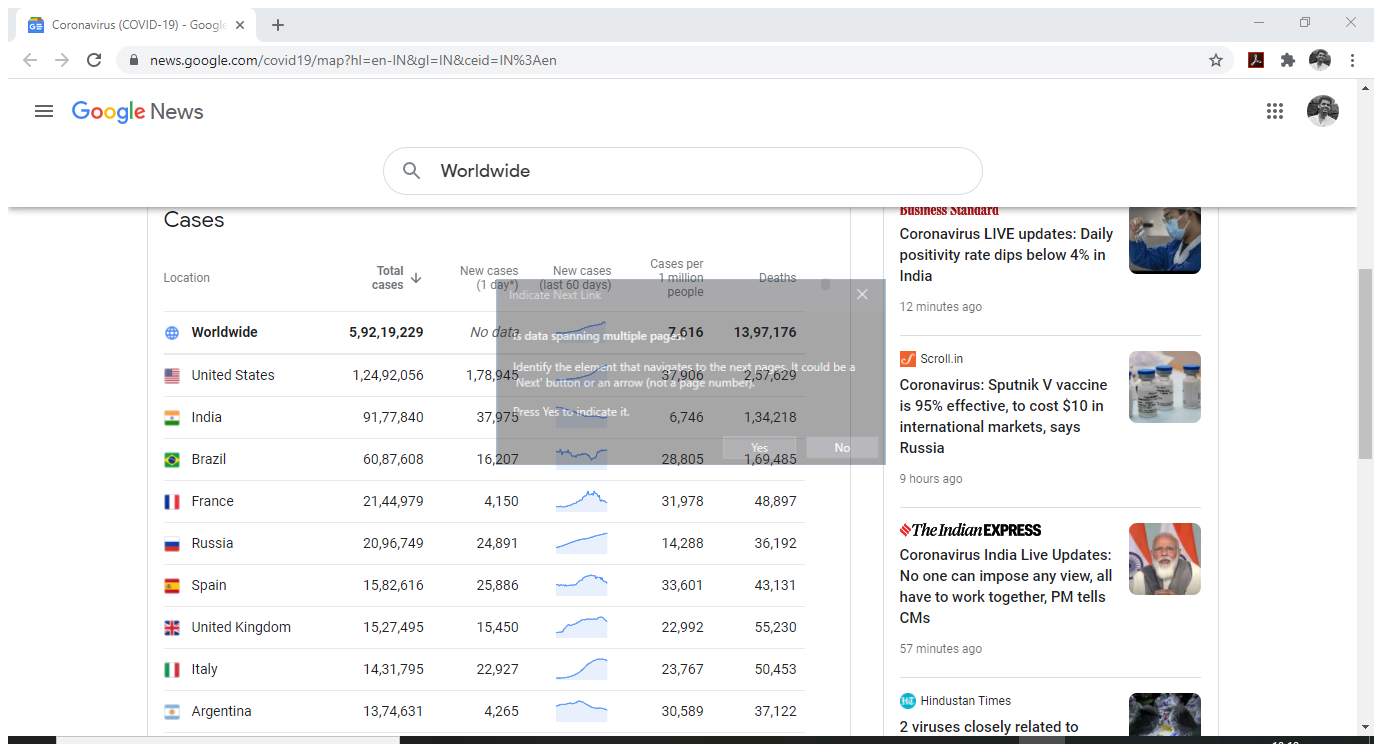 Coronavirus (COVID-19) - Google
news.google.com/covid19/map?hl=en-IN&gl=IN&ceid=IN%3Aen
Google News
Worldwide
Cases
Location Total cases New cases (1 day*) New cases (last 60 days) Cases per 1 million people Deaths
Worldwide 5,92,19,229 No data 7,616 13,97,176
United States 1,24,92,056 1,78,945 37,906 2,57,629
India 91,77,840 37,975 6,746 1,34,218
Brazil 60,87,608 16,207 28,805 1,69,485
France 21,44,979 4,150 31,978 48,897
Russia 20,96,749 24,891 14,288 36,192
Spain 15,82,616 25,886 33,601 43,131
United Kingdom 15,27,495 15,450 22,992 55,230
Italy 14,31,795 22,927 23,767 50,453
Argentina 13,74,631 4,265 30,589 37,122
Indicate Next Link
Is data spanning multiple pages?
Identify the element that navigates to the next pages. It could be a
'Next' button or an arrow (not a page number).
Press Yes to indicate it.
Yes No
Business Standard
Coronavirus LIVE updates: Daily
positivity rate dips below 4% in
India
12 minutes ago
Scroll.in
Coronavirus: Sputnik V vaccine
is 95% effective, to cost $10 in
international markets, says
Russia
9 hours ago
The Indian EXPRESS
Coronavirus India Live Updates:
No one can impose any view, all
have to work together, PM tells
CMs
57 minutes ago
HT
Hindustan Times
2 viruses closely related to